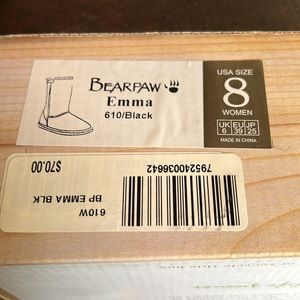 BEARPAW
Emma
610/Black
USA SIZE
8
WOMEN
UK EU JP
6 39 25
MADE IN CHINA
795240036642
$70.00
610W
BP EMMA BLK